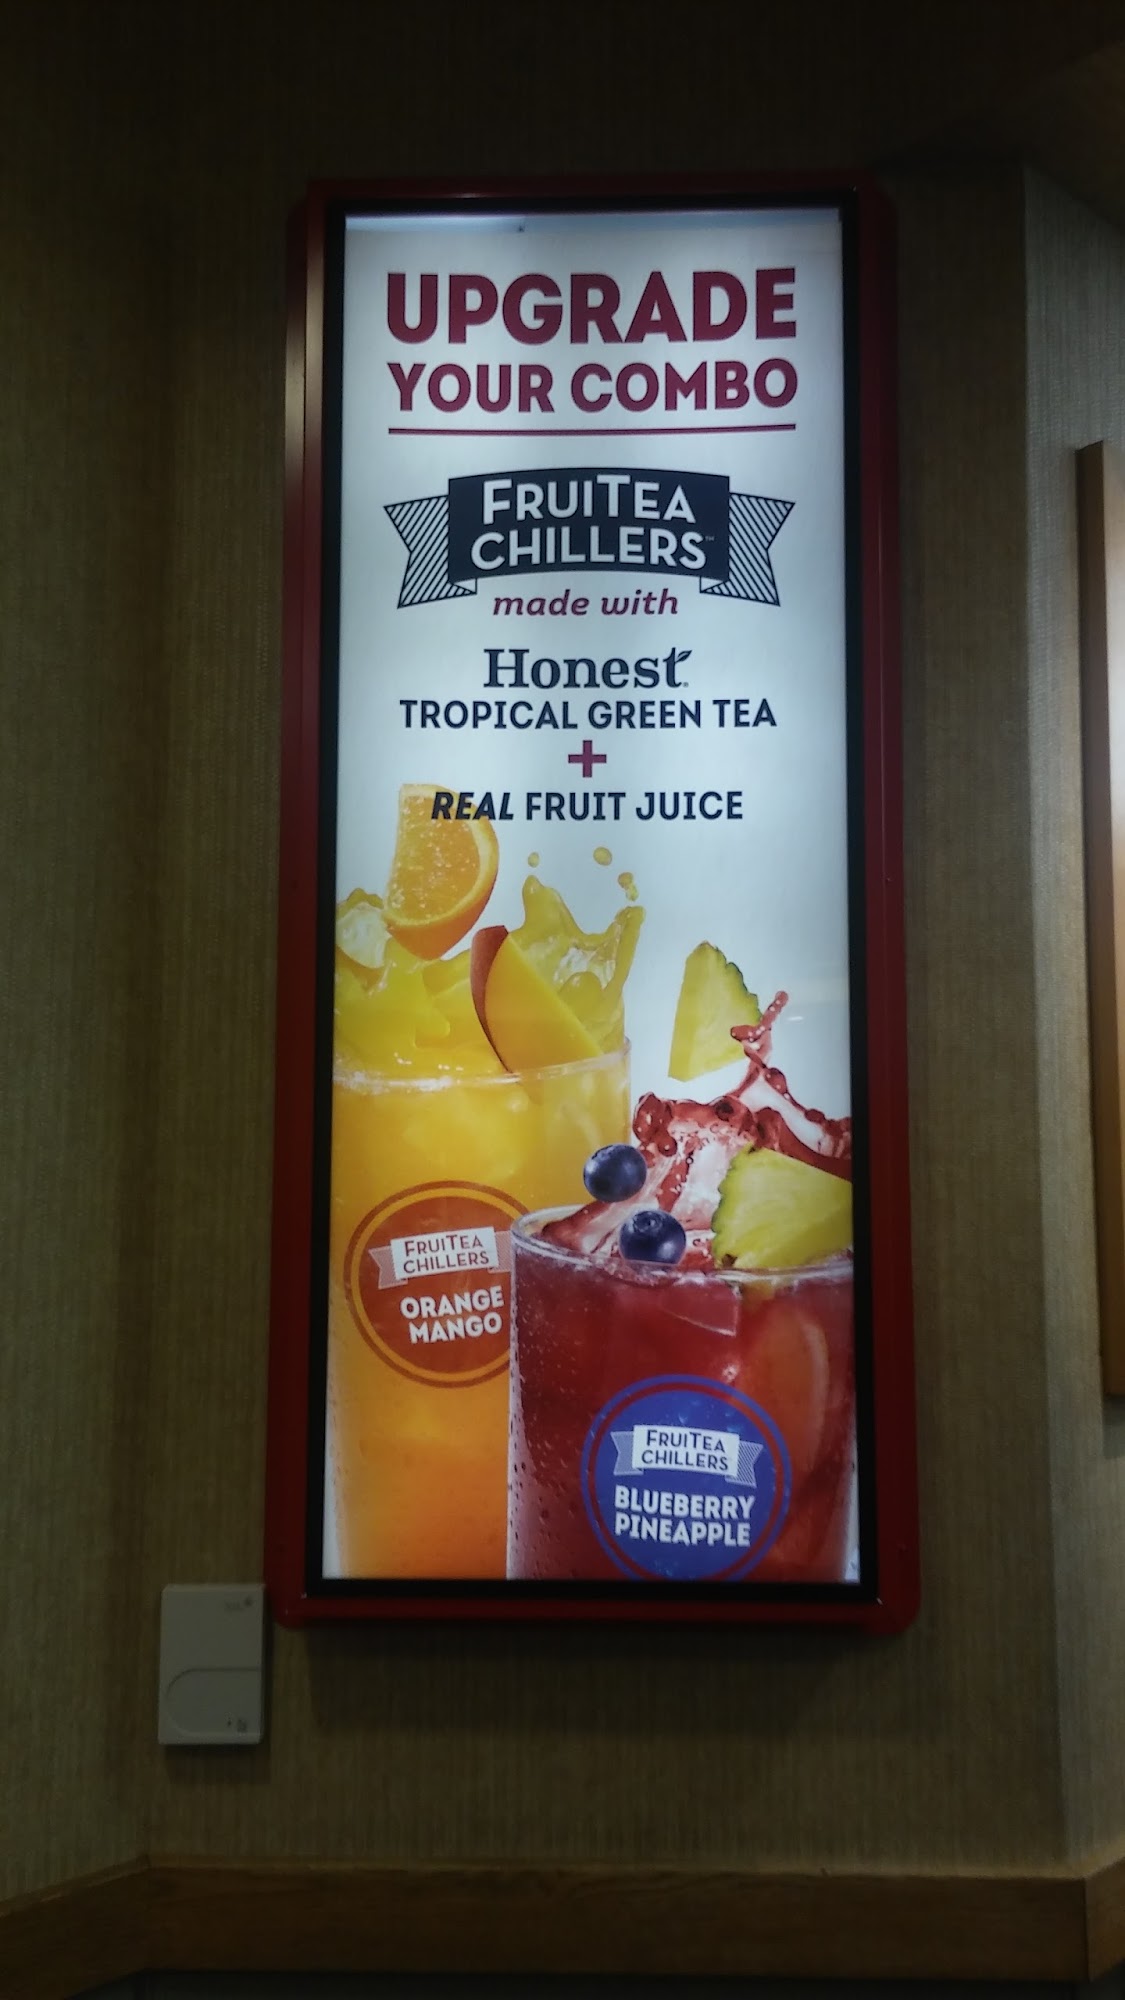 UPGRADE
YOUR COMBO
FRUITEA
CHILLERS™
made with
Honest®
TROPICAL GREEN TEA
+
REAL FRUIT JUICE
FRUITEA
CHILLERS
ORANGE
MANGO
FRUITEA
CHILLERS
BLUEBERRY
PINEAPPLE